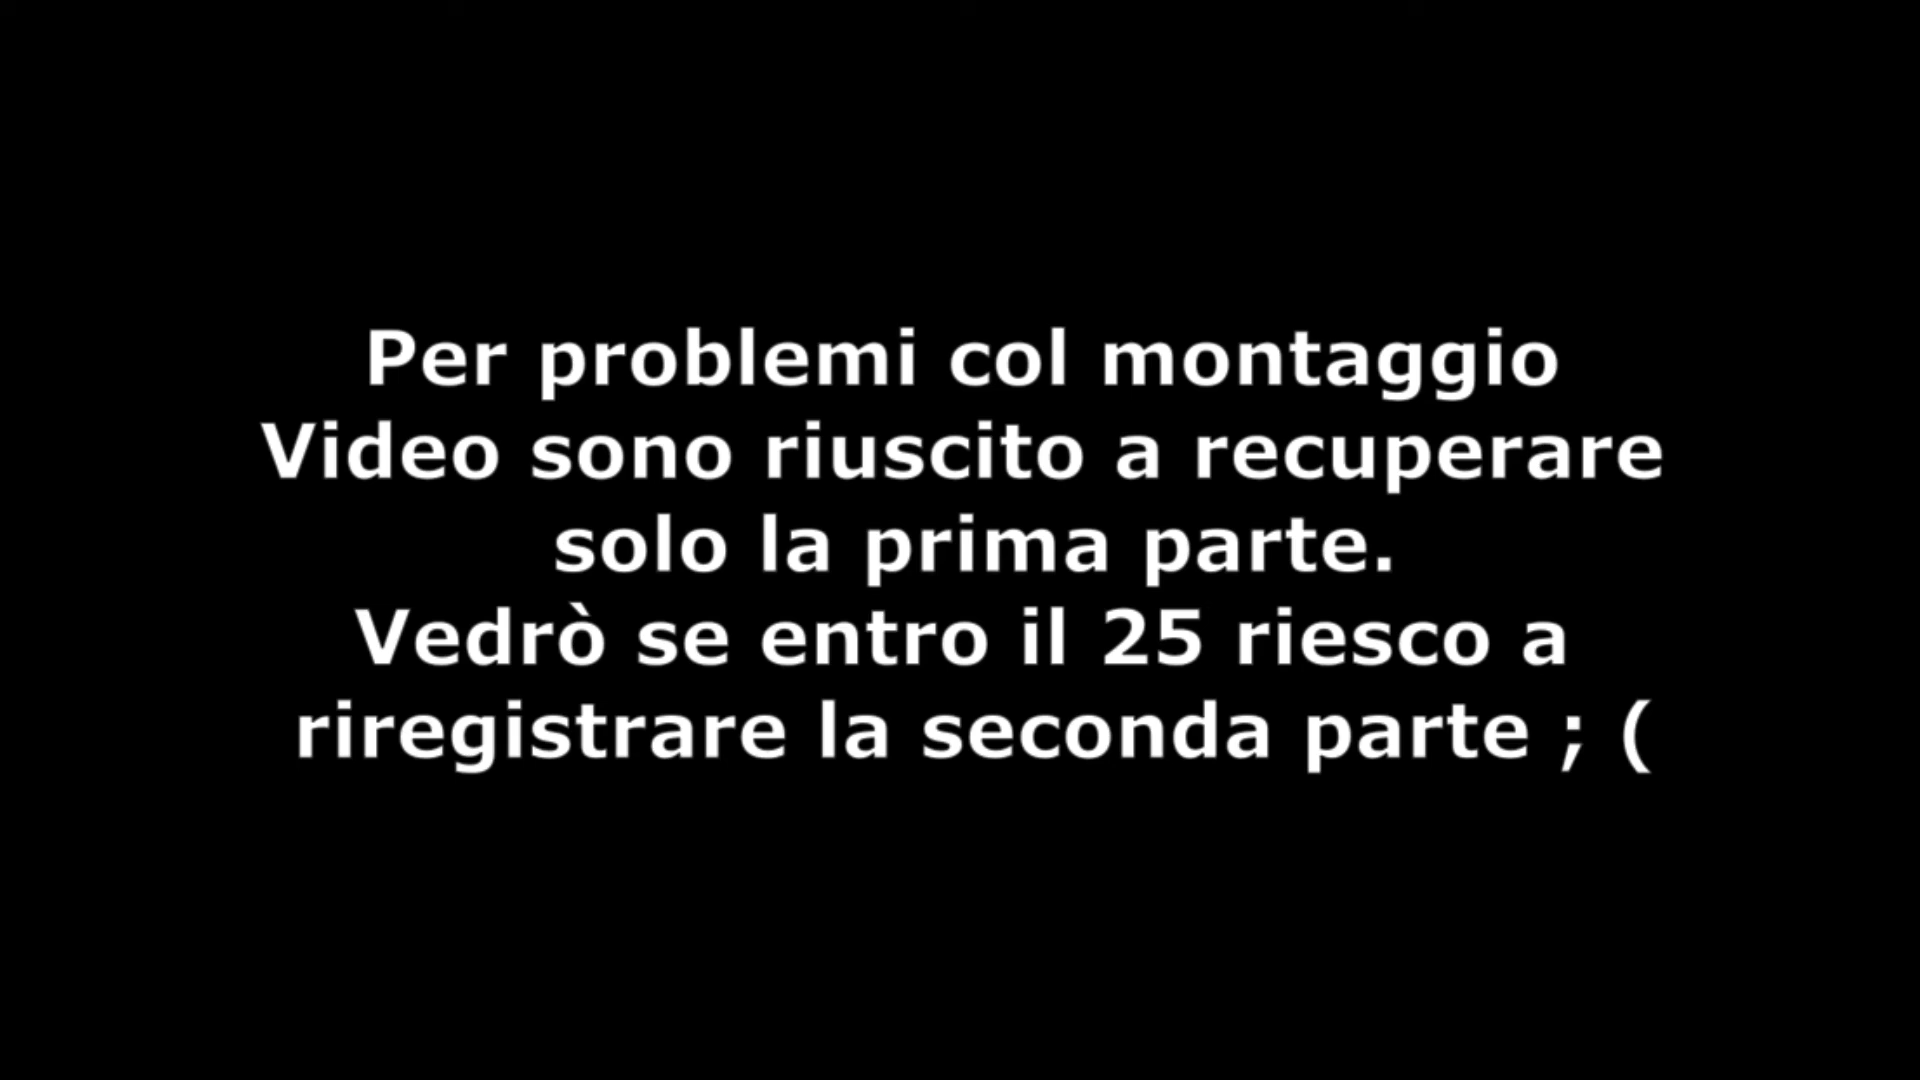 Per problemi col montaggio
Video sono riuscito a recuperare
solo la prima parte.
Vedrò se entro il 25 riesco a
riregistrare la seconda parte ; (